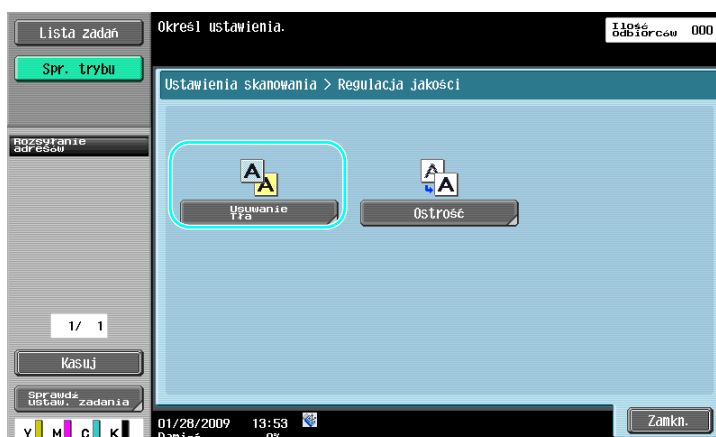 Lista zadań
Spr. trybu
Rozsyłanie
adresów
1/ 1
Kasuj
Sprawdź
ustaw. zadania
Y M C K
Określ ustawienia.
Ilość
odbiorców 000
Ustawienia skanowania > Regulacja jakości
Usuwanie
Tła
Ostrość
01/28/2009 13:53
Pamięć 0%
Zamkn.